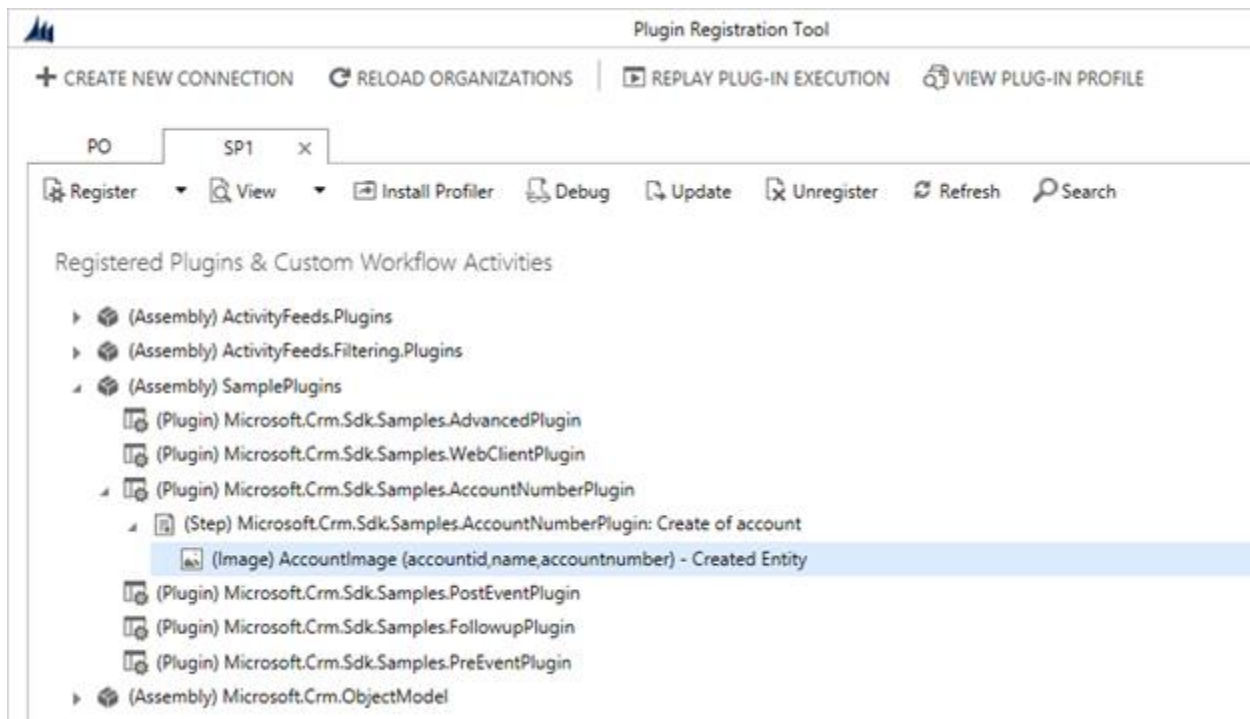 Plugin Registration Tool
CREATE NEW CONNECTION RELOAD ORGANIZATIONS REPLAY PLUG-IN EXECUTION VIEW PLUG-IN PROFILE
PO SP1
Register View Install Profiler Debug Update Unregister Refresh Search
Registered Plugins & Custom Workflow Activities
(Assembly) ActivityFeeds.Plugins
(Assembly) ActivityFeeds.Filtering.Plugins
(Assembly) SamplePlugins
(Plugin) Microsoft.Crm.Sdk.Samples.AdvancedPlugin
(Plugin) Microsoft.Crm.Sdk.Samples.WebClientPlugin
(Plugin) Microsoft.Crm.Sdk.Samples.AccountNumberPlugin
(Step) Microsoft.Crm.Sdk.Samples.AccountNumberPlugin: Create of account
(Image) AccountImage (accountid,name,accountnumber) - Created Entity
(Plugin) Microsoft.Crm.Sdk.Samples.PostEventPlugin
(Plugin) Microsoft.Crm.Sdk.Samples.FollowupPlugin
(Plugin) Microsoft.Crm.Sdk.Samples.PreEventPlugin
(Assembly) Microsoft.Crm.ObjectModel